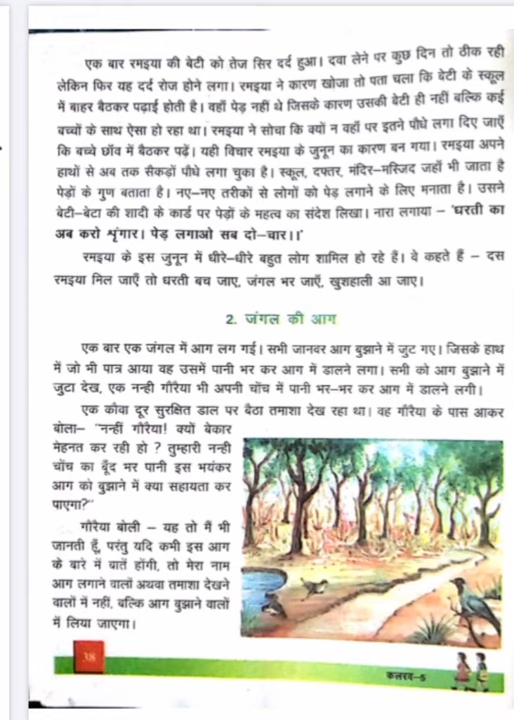 एक बार रमइया की बेटी को तेज सिर दर्द हुआ। दवा लेने पर कुछ दिन तो ठीक रही
लेकिन फिर यह दर्द रोज होने लगा। रमइया ने कारण खोजा तो पता चला कि बेटी के स्कूल
में बाहर बैठकर पढ़ाई होती है। वहाँ पेड़ नहीं थे जिसके कारण उसकी बेटी ही नहीं बल्कि कई
बच्चों के साथ ऐसा हो रहा था। रमइया ने सोचा कि क्यों न वहाँ पर इतने पौधे लगा दिए जाएँ
कि बच्चे छाँव में बैठकर पढ़ें। यही विचार रमइया के जुनून का कारण बन गया। रमइया अपने
हाथों से अब तक सैकड़ों पौधे लगा चुका है। स्कूल, दफ्तर, मंदिर–मस्जिद जहाँ भी जाता है
पेड़ों के गुण बताता है। नए–नए तरीकों से लोगों को पेड़ लगाने के लिए मनाता है। उसने
बेटी–बेटा की शादी के कार्ड पर पेड़ों के महत्व का संदेश लिखा। नारा लगाया – 'धरती का
अब करो श्रृंगार। पेड़ लगाओ सब दो–चार।।'
रमइया के इस जुनून में धीरे–धीरे बहुत लोग शामिल हो रहे हैं। वे कहते हैं – दस
रमइया मिल जाएँ तो धरती बच जाए, जंगल भर जाएँ, खुशहाली आ जाए।
2. जंगल की आग
एक बार एक जंगल में आग लग गई। सभी जानवर आग बुझाने में जुट गए। जिसके हाथ
में जो भी पात्र आया वह उसमें पानी भर कर आग में डालने लगा। सभी को आग बुझाने में
जुटा देख, एक नन्ही गौरैया भी अपनी चोंच में पानी भर–भर कर आग में डालने लगी।
एक कौवा दूर सुरक्षित डाल पर बैठा तमाशा देख रहा था। वह गौरैया के पास आकर
बोला– "नन्हीं गौरैया! क्यों बेकार
मेहनत कर रही हो ? तुम्हारी नन्ही
चोंच का बूँद भर पानी इस भयंकर
आग को बुझाने में क्या सहायता कर
पाएगा?"
गौरैया बोली – यह तो मैं भी
जानती हूँ, परंतु यदि कभी इस आग
के बारे में बातें होंगी, तो मेरा नाम
आग लगाने वालों अथवा तमाशा देखने
वालों में नहीं, बल्कि आग बुझाने वालों
में लिया जाएगा।
38
कलरव–5